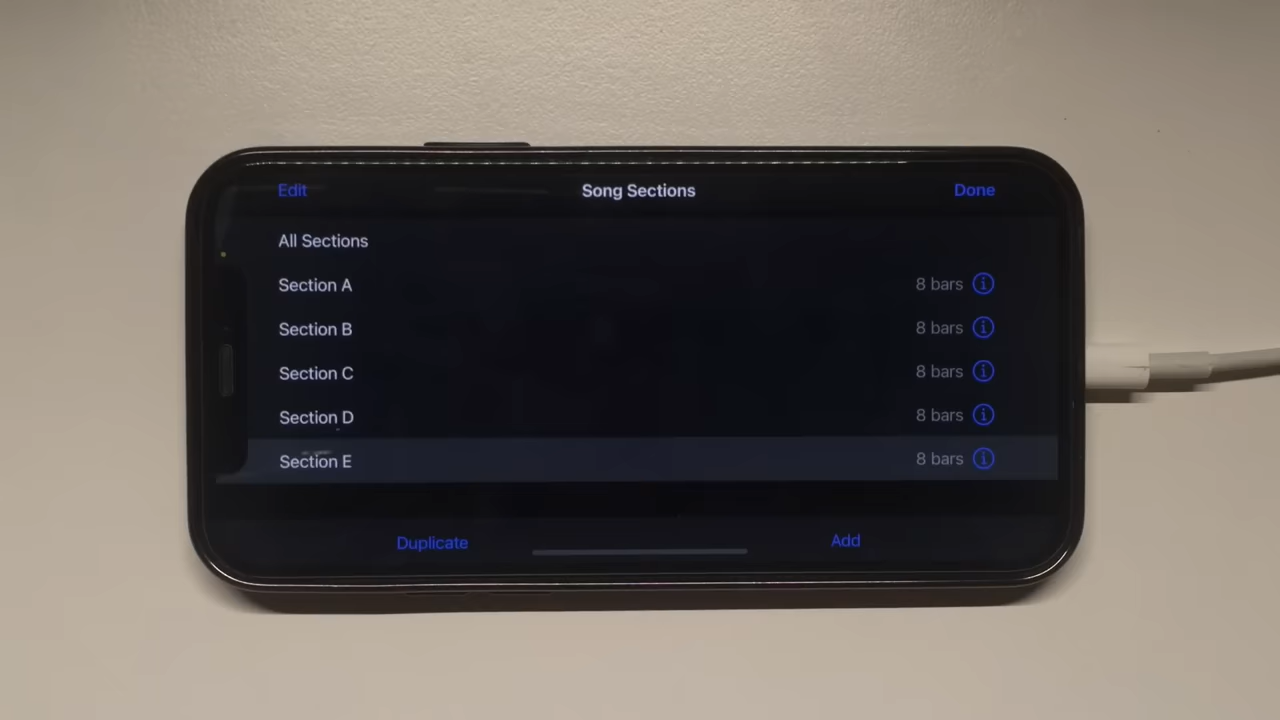 Edit Song Sections Done
All Sections
Section A 8 bars
Section B 8 bars
Section C 8 bars
Section D 8 bars
Section E 8 bars
Duplicate Add